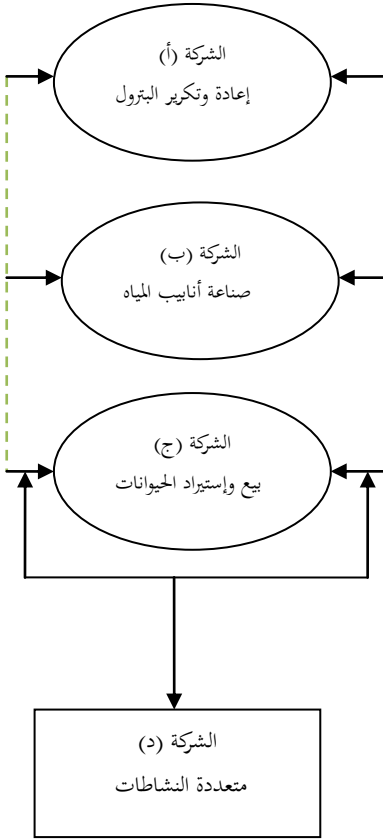 الشركة (أ)
إعادة وتكرير البترول
الشركة (ب)
صناعة أنابيب المياه
الشركة (ج)
بيع وإستيراد الحيوانات
الشركة (د)
متعددة النشاطات